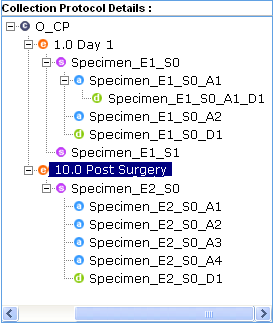 Collection Protocol Details :
c O_CP
e 1.0 Day 1
s Specimen_E1_S0
a Specimen_E1_S0_A1
d Specimen_E1_S0_A1_D1
a Specimen_E1_S0_A2
d Specimen_E1_S0_D1
s Specimen_E1_S1
e 10.0 Post Surgery
s Specimen_E2_S0
a Specimen_E2_S0_A1
a Specimen_E2_S0_A2
a Specimen_E2_S0_A3
a Specimen_E2_S0_A4
d Specimen_E2_S0_D1